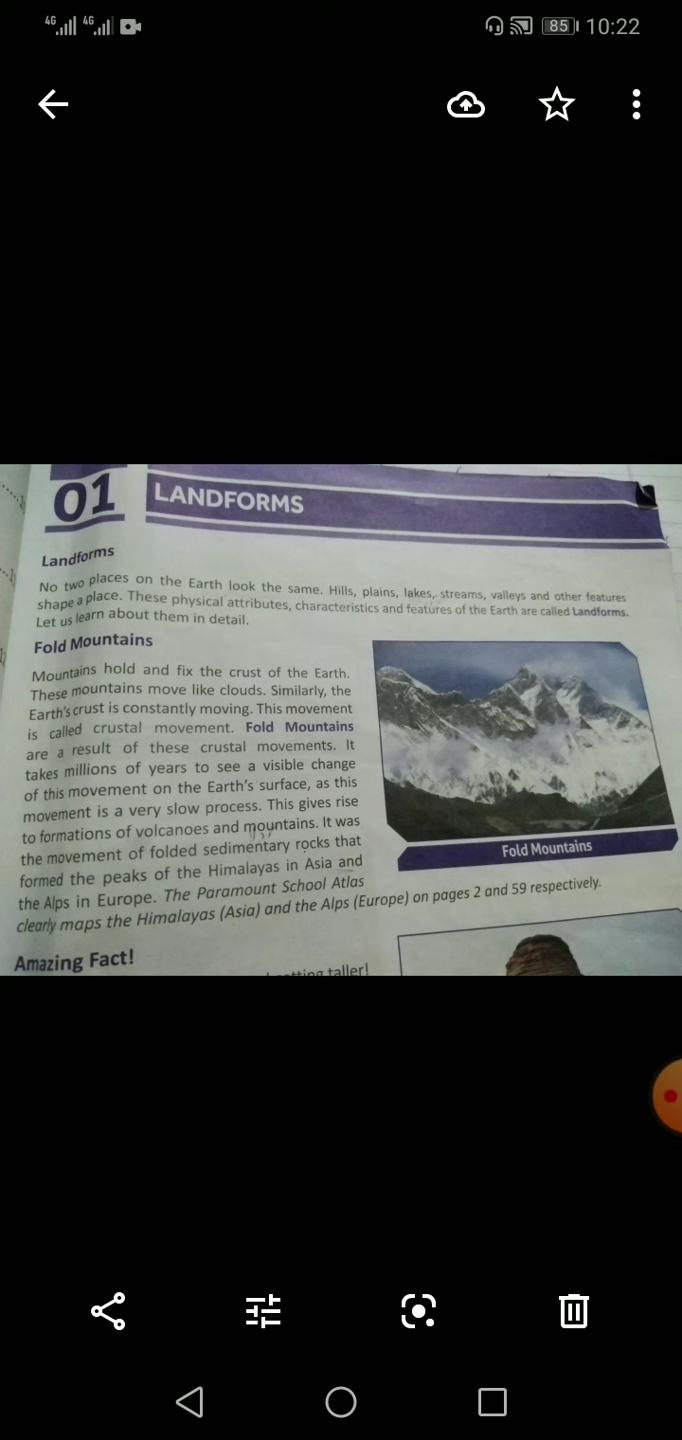 4G 4G 85 10:22
01 LANDFORMS
Landforms
No two places on the Earth look the same. Hills, plains, lakes, streams, valleys and other features
shape a place. These physical attributes, characteristics and features of the Earth are called Landforms.
Let us learn about them in detail.
Fold Mountains
Mountains hold and fix the crust of the Earth.
These mountains move like clouds. Similarly, the
Earth's crust is constantly moving. This movement
is called crustal movement. Fold Mountains
are a result of these crustal movements. It
takes millions of years to see a visible change
of this movement on the Earth's surface, as this
movement is a very slow process. This gives rise
to formations of volcanoes and mountains. It was
the movement of folded sedimentary rocks that
formed the peaks of the Himalayas in Asia and
the Alps in Europe. The Paramount School Atlas
clearly maps the Himalayas (Asia) and the Alps (Europe) on pages 2 and 59 respectively.
Fold Mountains
Amazing Fact!
taller!